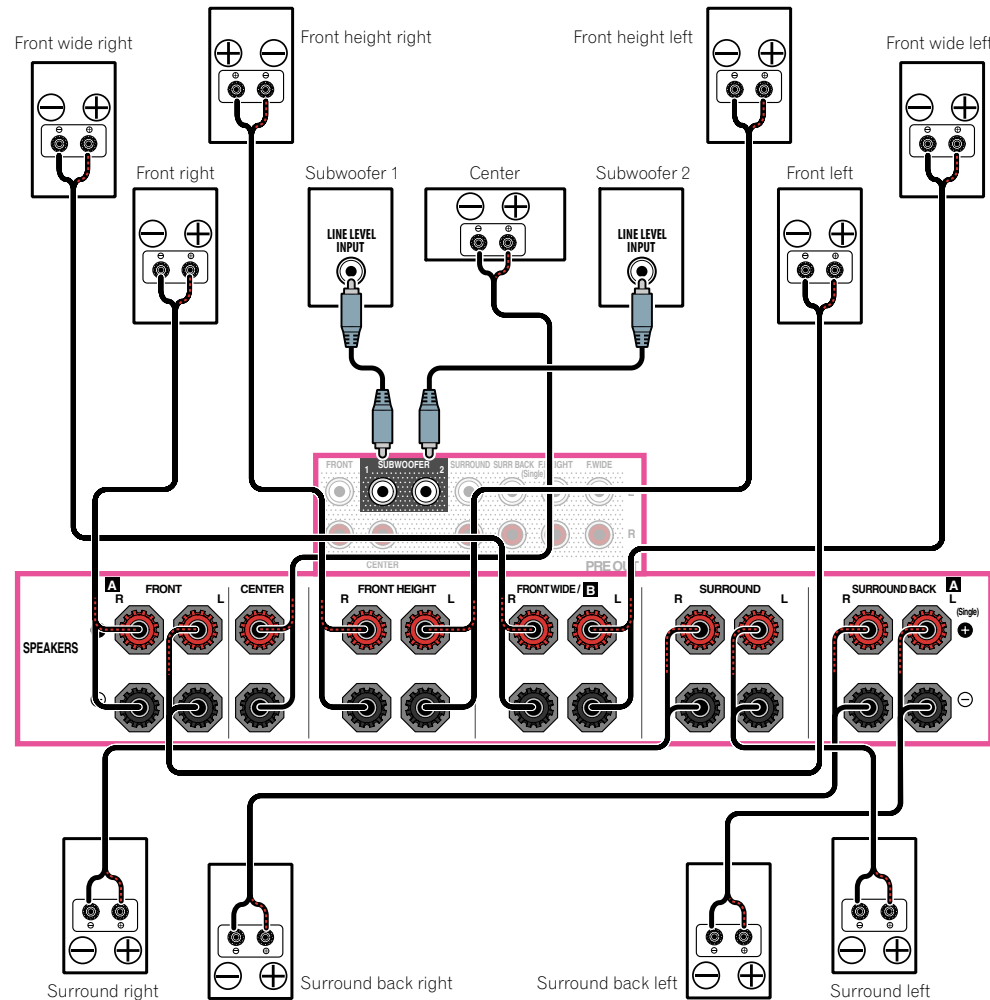 Front wide right
Front height right
Front height left
Front wide left
Front right
Subwoofer 1
Center
Subwoofer 2
Front left
LINE LEVEL
INPUT
LINE LEVEL
INPUT
FRONT
SUBWOOFER
SURROUND
SURR BACK
F.WIDE
1
2
(Single)
R
CENTER
PRE OUT
A
FRONT
CENTER
FRONT HEIGHT
FRONT WIDE / B
SURROUND
SURROUND BACK
A
R
L
R
L
R
L
R
L
R
L
(Single)
SPEAKERS
Surround right
Surround back right
Surround back left
Surround left